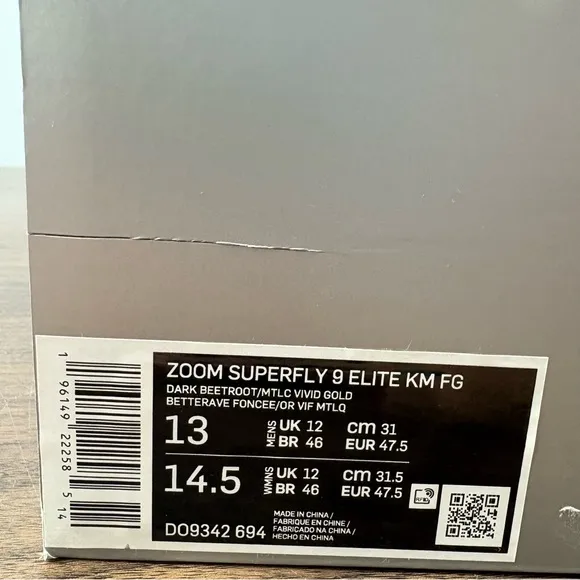 ZOOM SUPERFLY 9 ELITE KM FG
DARK BEETROOT/MTLC VIVID GOLD
BETTERAVE FONCEE/OR VIF MTLQ
13 MENS UK 12 cm 31
BR 46 EUR 47.5
14.5 WMNS UK 12 cm 31.5
BR 46 EUR 47.5
DO9342 694
MADE IN CHINA /
FABRIQUE EN CHINE /
FABRICADO NA CHINA /
HECHO EN CHINA
1 96149 22258 5 14